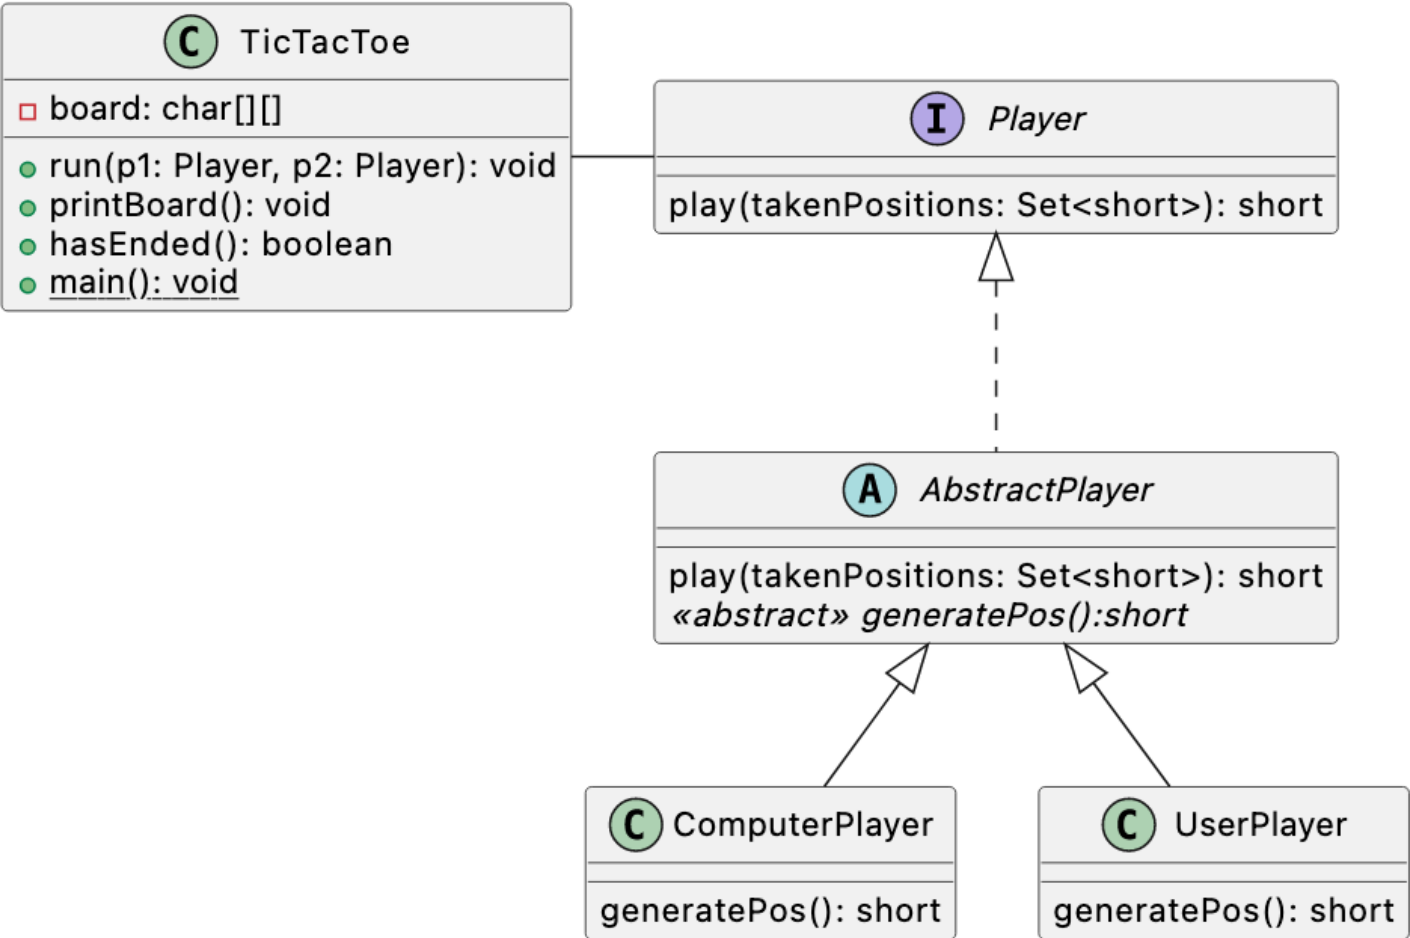 C TicTacToe
board: char[][]
run(p1: Player, p2: Player): void
printBoard(): void
hasEnded(): boolean
main(): void
I Player
play(takenPositions: Set<short>): short
A AbstractPlayer
play(takenPositions: Set<short>): short
«abstract» generatePos():short
C ComputerPlayer
generatePos(): short
C UserPlayer
generatePos(): short